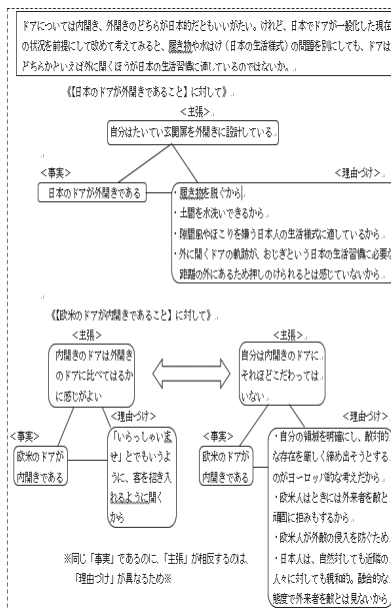 ドアについては内開き、外開きのどちらが日本的だともいいがたい。けれど、日本でドアが一般化した現在
の状況を前提にして改めて考えてみると、履き物や水はけ（日本の生活様式）の問題を別にしても、ドアは
どちらかといえば外に開くほうが日本の生活習慣に適しているのではないか。
《【日本のドアが外開きであること】に対して》
＜主張＞
自分はたいてい玄関扉を外開きに設計している
＜事実＞
日本のドアが外開きである
＜理由づけ＞
・履き物を脱ぐから
・土間を水洗いできるから
・隙間風やほこりを嫌う日本人の生活様式に適しているから
・外に開くドアの軌跡が、おじぎという日本の生活習慣に必要な
距離の外にあるため押しのけられるとは感じていないから
《【欧米のドアが内開きであること】に対して》
＜主張＞
内開きのドアは外開き
のドアに比べてはるか
に感じがよい
＜事実＞
欧米のドアが
内開きである
＜理由づけ＞
「いらっしゃいま
せ」とでもいうよ
うに、客を招き入
れるように開く
から
＜主張＞
自分は内開きのドアに
それほどこだわっては
いない
＜事実＞
欧米のドアが
内開きである
＜理由づけ＞
・自分の領域を明確にし、敵対的
な存在を厳しく締め出そうとする
のがヨーロッパ的な考えだから
・欧米人はときには外来者を敵と
頑固に拒みもするから
・欧米人が外敵の侵入を防ぐため
・日本人は、自然対しても近隣の
人々に対しても親和的。融合的な
態度で外来者を敵とは見ないから
※同じ「事実」であるのに、「主張」が相反するのは、
「理由づけ」が異なるため※